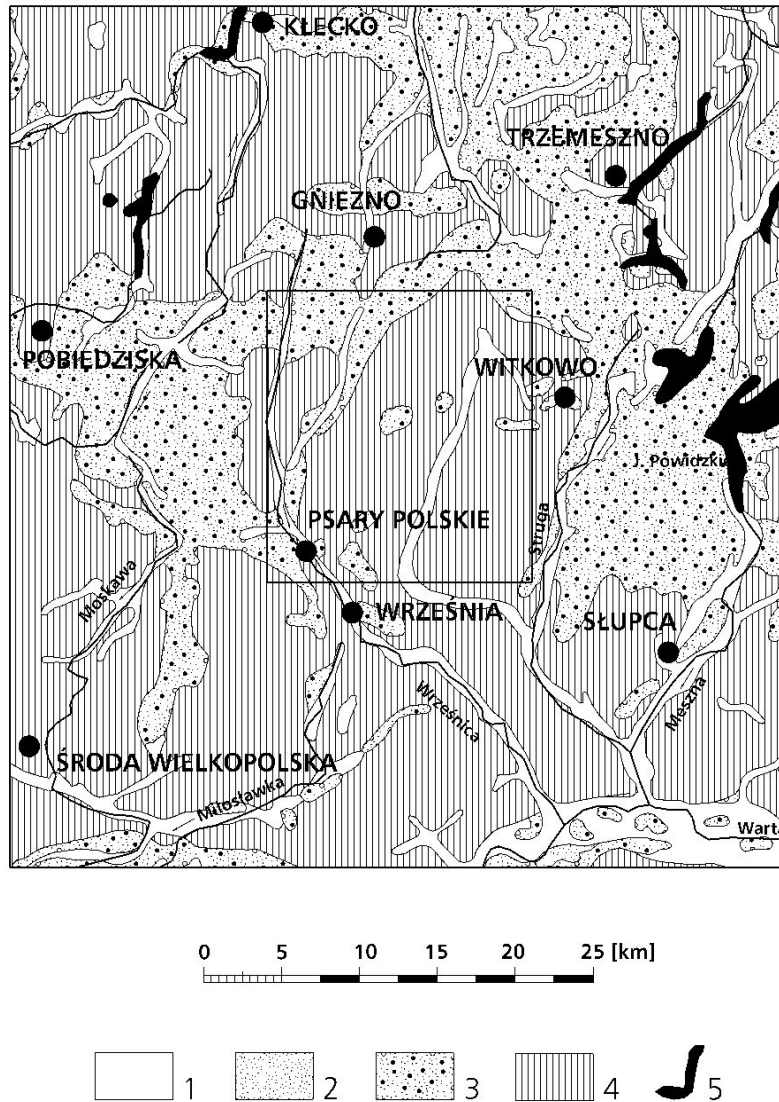 KŁECKO
TRZEMESZNO
GNIEZNO
POBIEDZISKA
WITKOWO
J. Powidzkie
PSARY POLSKIE
Struga
Moskawa
WRZEŚNIA
SŁUPCA
Wrześnica
Meszna
ŚRODA WIELKOPOLSKA
Miłosławka
Warta
0 5 10 15 20 25 [km]
1 2 3 4 5